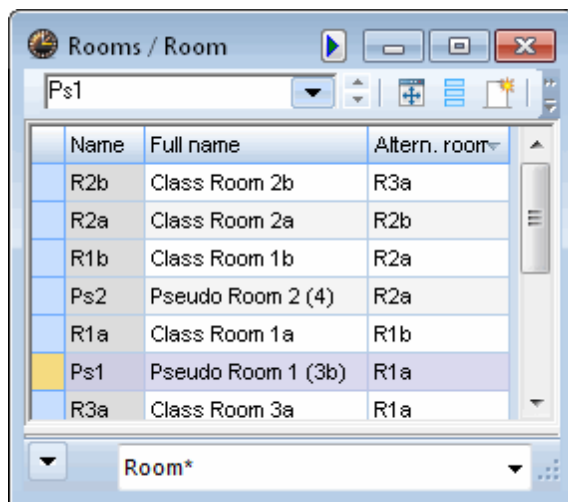 Rooms / Room
Ps1
Name Full name Altern. room
R2b Class Room 2b R3a
R2a Class Room 2a R2b
R1b Class Room 1b R2a
Ps2 Pseudo Room 2 (4) R2a
R1a Class Room 1a R1b
Ps1 Pseudo Room 1 (3b) R1a
R3a Class Room 3a R1a
Room*